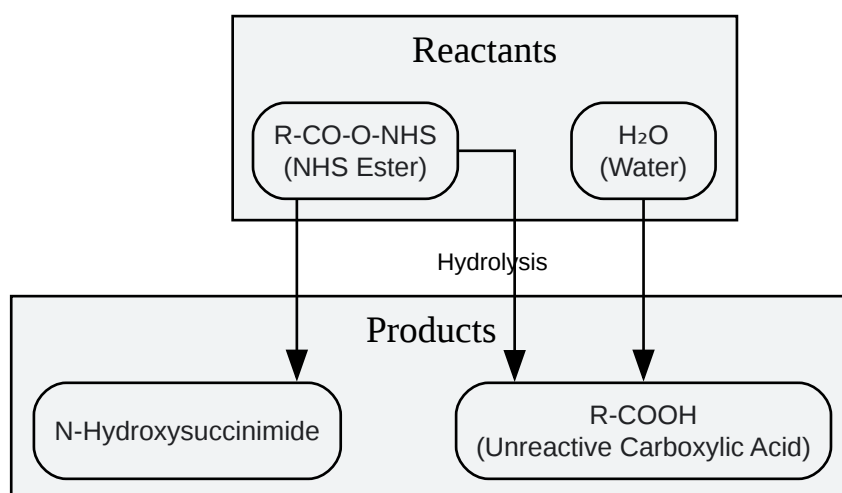 Reactants
R-CO-O-NHS
(NHS Ester)
H₂O
(Water)
Hydrolysis
Products
N-Hydroxysuccinimide
R-COOH
(Unreactive Carboxylic Acid)